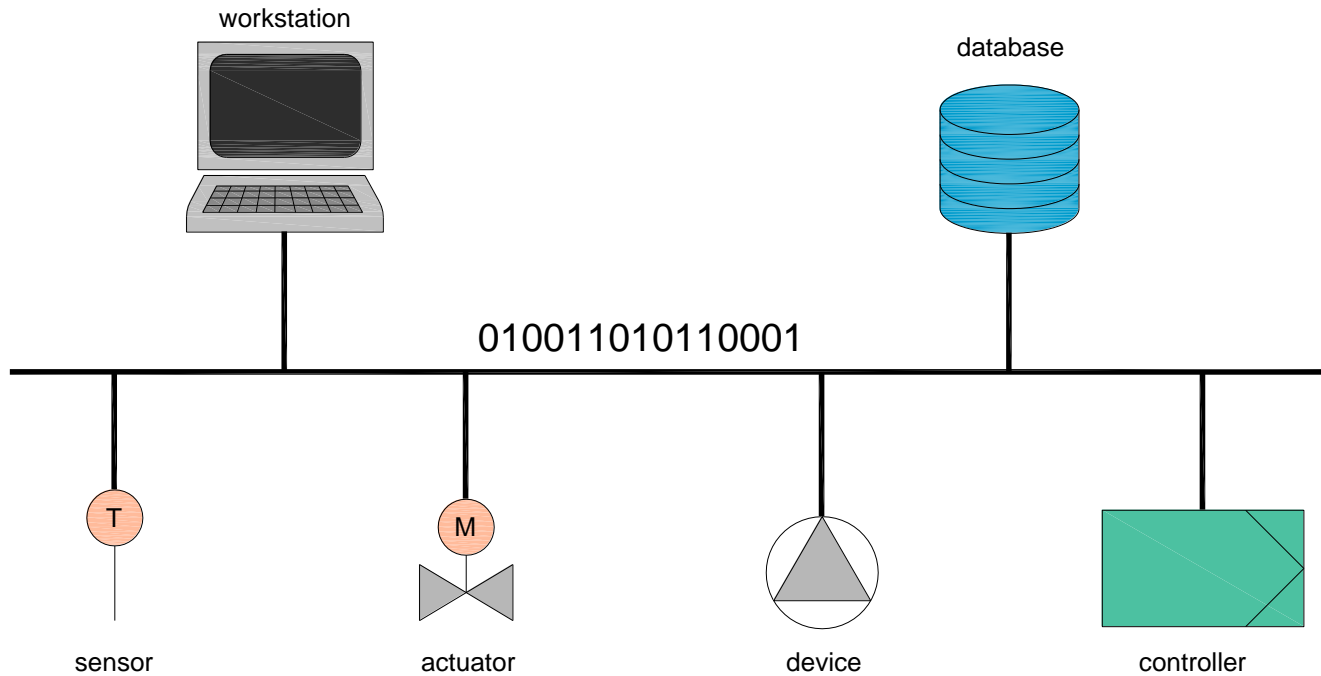 workstation
database
010011010110001
T
M
sensor
actuator
device
controller